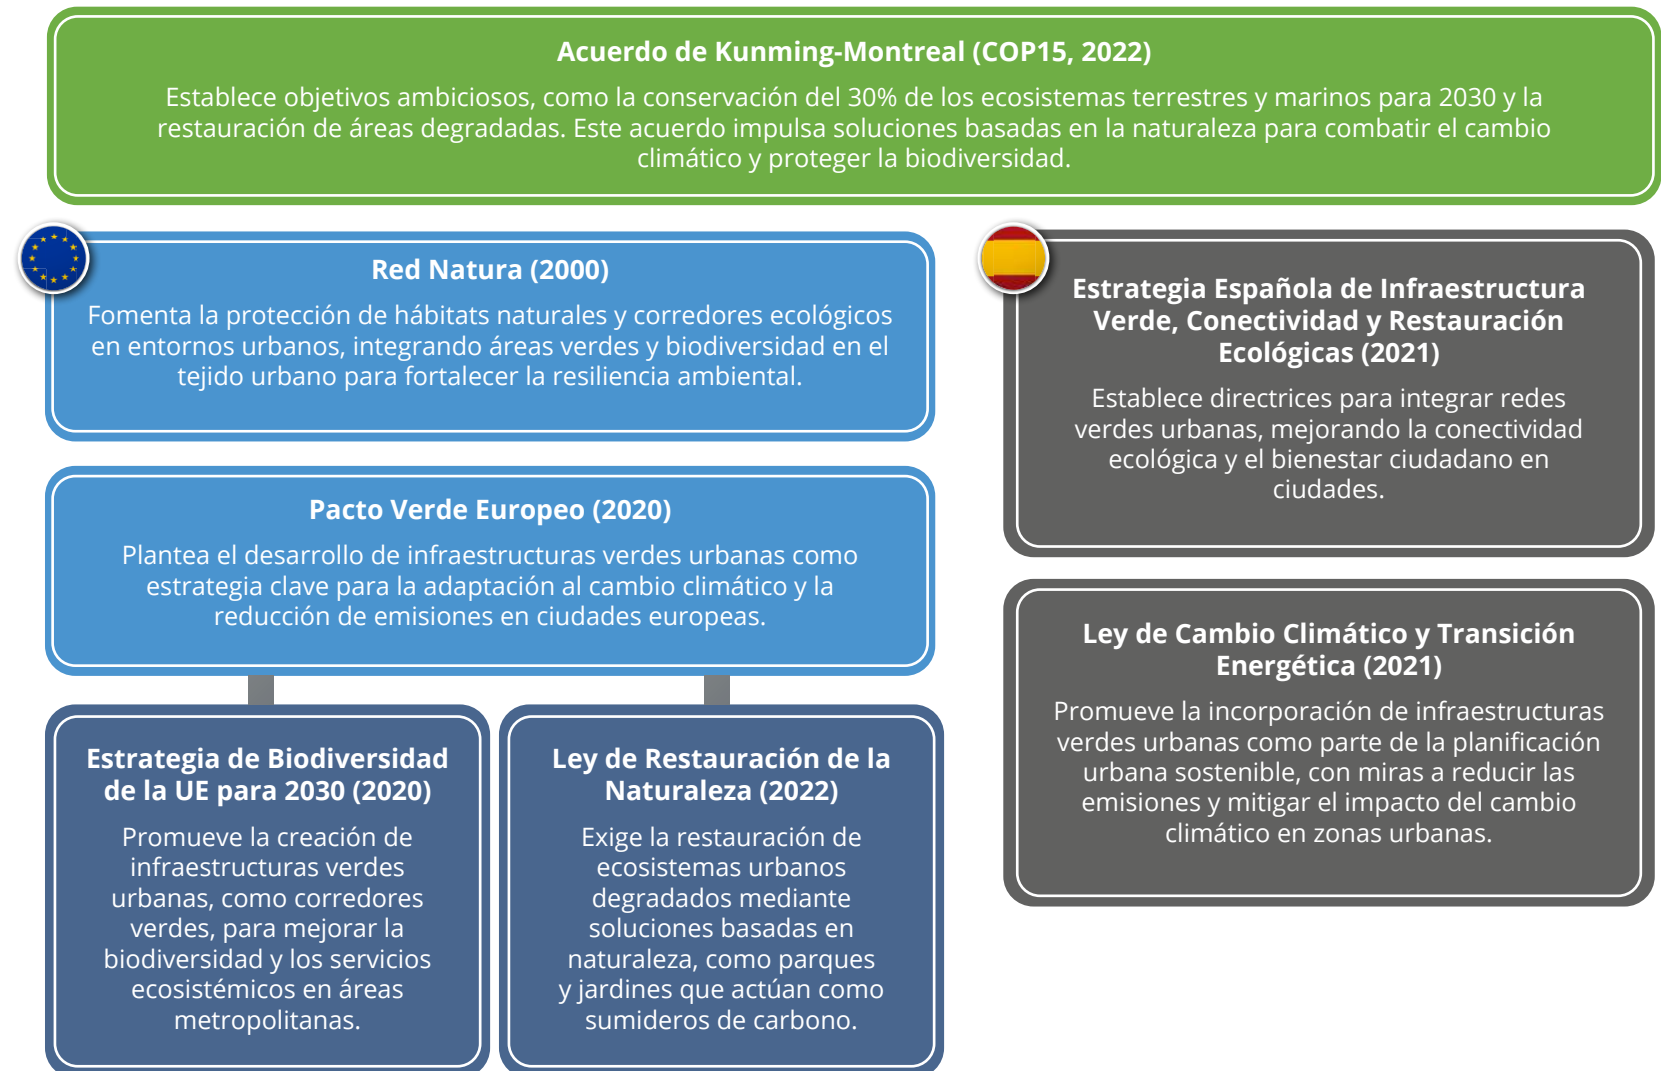 Acuerdo de Kunming-Montreal (COP15, 2022)
Establece objetivos ambiciosos, como la conservación del 30% de los ecosistemas terrestres y marinos para 2030 y la
restauración de áreas degradadas. Este acuerdo impulsa soluciones basadas en la naturaleza para combatir el cambio
climático y proteger la biodiversidad.
Red Natura (2000)
Fomenta la protección de hábitats naturales y corredores ecológicos
en entornos urbanos, integrando áreas verdes y biodiversidad en el
tejido urbano para fortalecer la resiliencia ambiental.
Pacto Verde Europeo (2020)
Plantea el desarrollo de infraestructuras verdes urbanas como
estrategia clave para la adaptación al cambio climático y la
reducción de emisiones en ciudades europeas.
Estrategia de Biodiversidad
de la UE para 2030 (2020)
Promueve la creación de
infraestructuras verdes
urbanas, como corredores
verdes, para mejorar la
biodiversidad y los servicios
ecosistémicos en áreas
metropolitanas.
Ley de Restauración de la
Naturaleza (2022)
Exige la restauración de
ecosistemas urbanos
degradados mediante
soluciones basadas en
naturaleza, como parques
y jardines que actúan como
sumideros de carbono.
Estrategia Española de Infraestructura
Verde, Conectividad y Restauración
Ecológicas (2021)
Establece directrices para integrar redes
verdes urbanas, mejorando la conectividad
ecológica y el bienestar ciudadano en
ciudades.
Ley de Cambio Climático y Transición
Energética (2021)
Promueve la incorporación de infraestructuras
verdes urbanas como parte de la planificación
urbana sostenible, con miras a reducir las
emisiones y mitigar el impacto del cambio
climático en zonas urbanas.